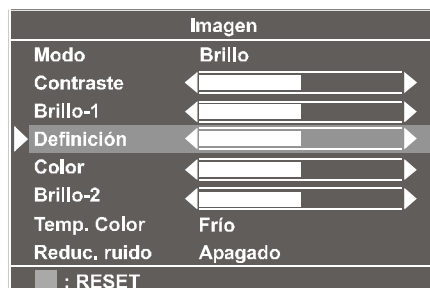 Imagen
Modo Brillo
Contraste
Brillo-1
Definición
Color
Brillo-2
Temp. Color Frío
Reduc. ruido Apagado
: RESET